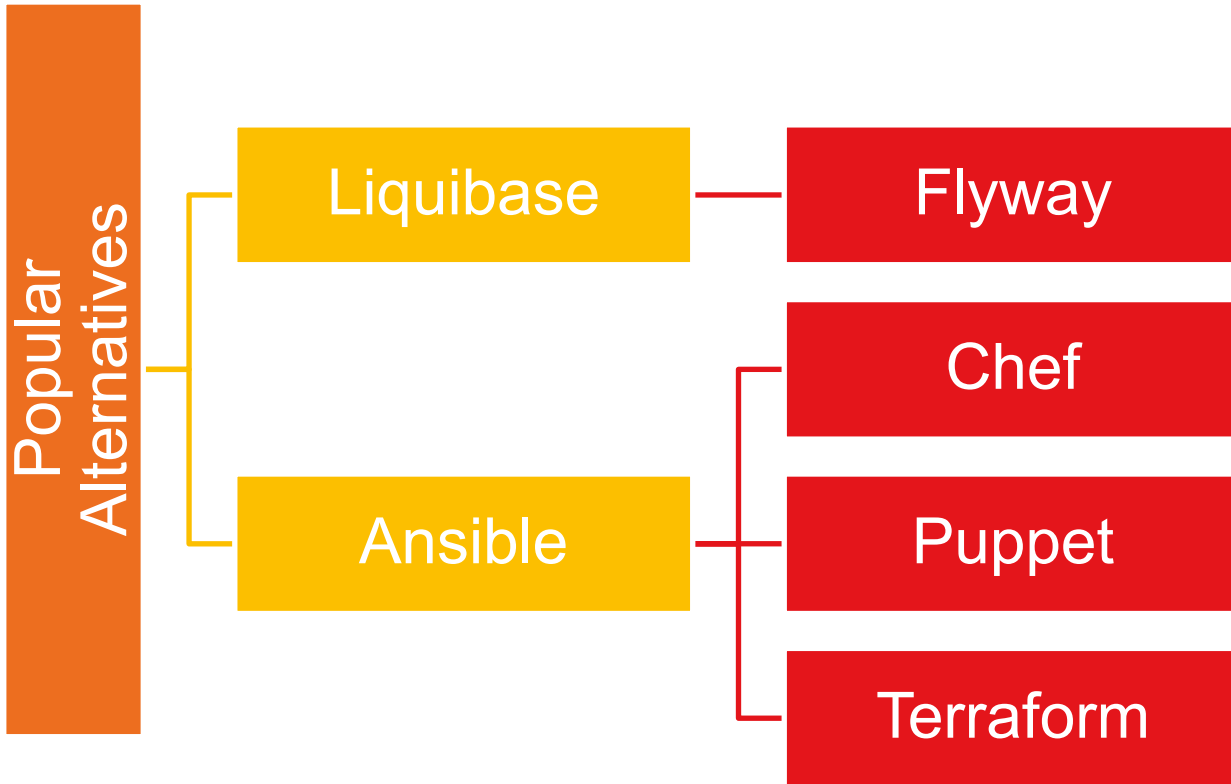 Popular
Alternatives
Liquibase
Flyway
Chef
Ansible
Puppet
Terraform